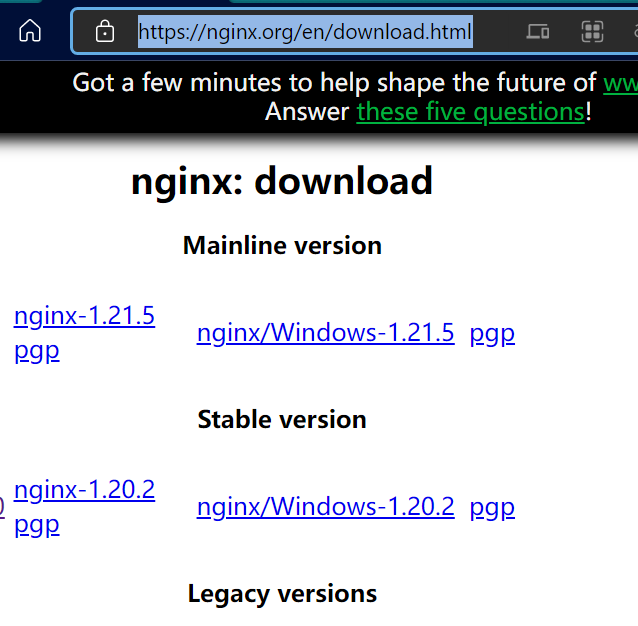 https://nginx.org/en/download.html
Got a few minutes to help shape the future of
Answer these five questions!
nginx: download
Mainline version
nginx-1.21.5
pgp
nginx/Windows-1.21.5 pgp
Stable version
nginx-1.20.2
pgp
nginx/Windows-1.20.2 pgp
Legacy versions